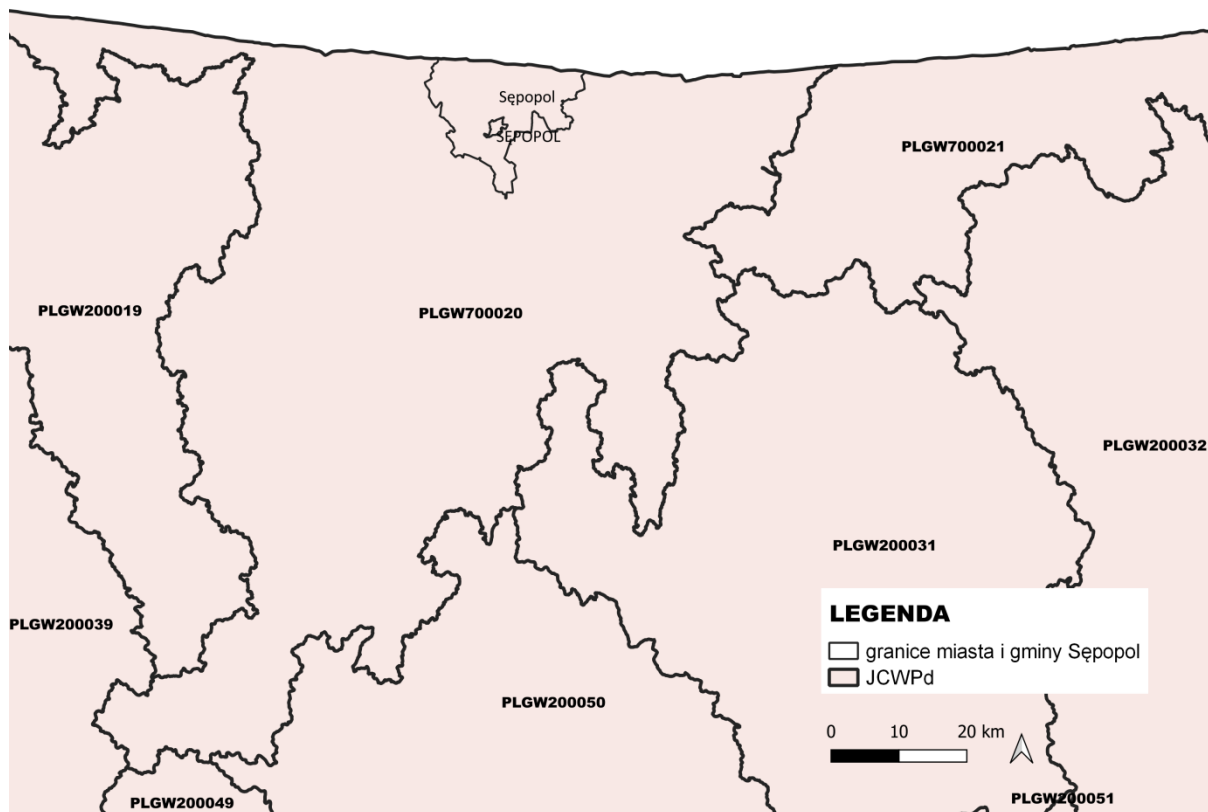 Sępopol
SĘPOPOL
PLGW700021
PLGW200019
PLGW700020
PLGW200032
PLGW200031
PLGW200039
LEGENDA
granice miasta i gminy Sępopol
JCWPd
PLGW200050
0 10 20 km
PLGW200049
PLGW200051